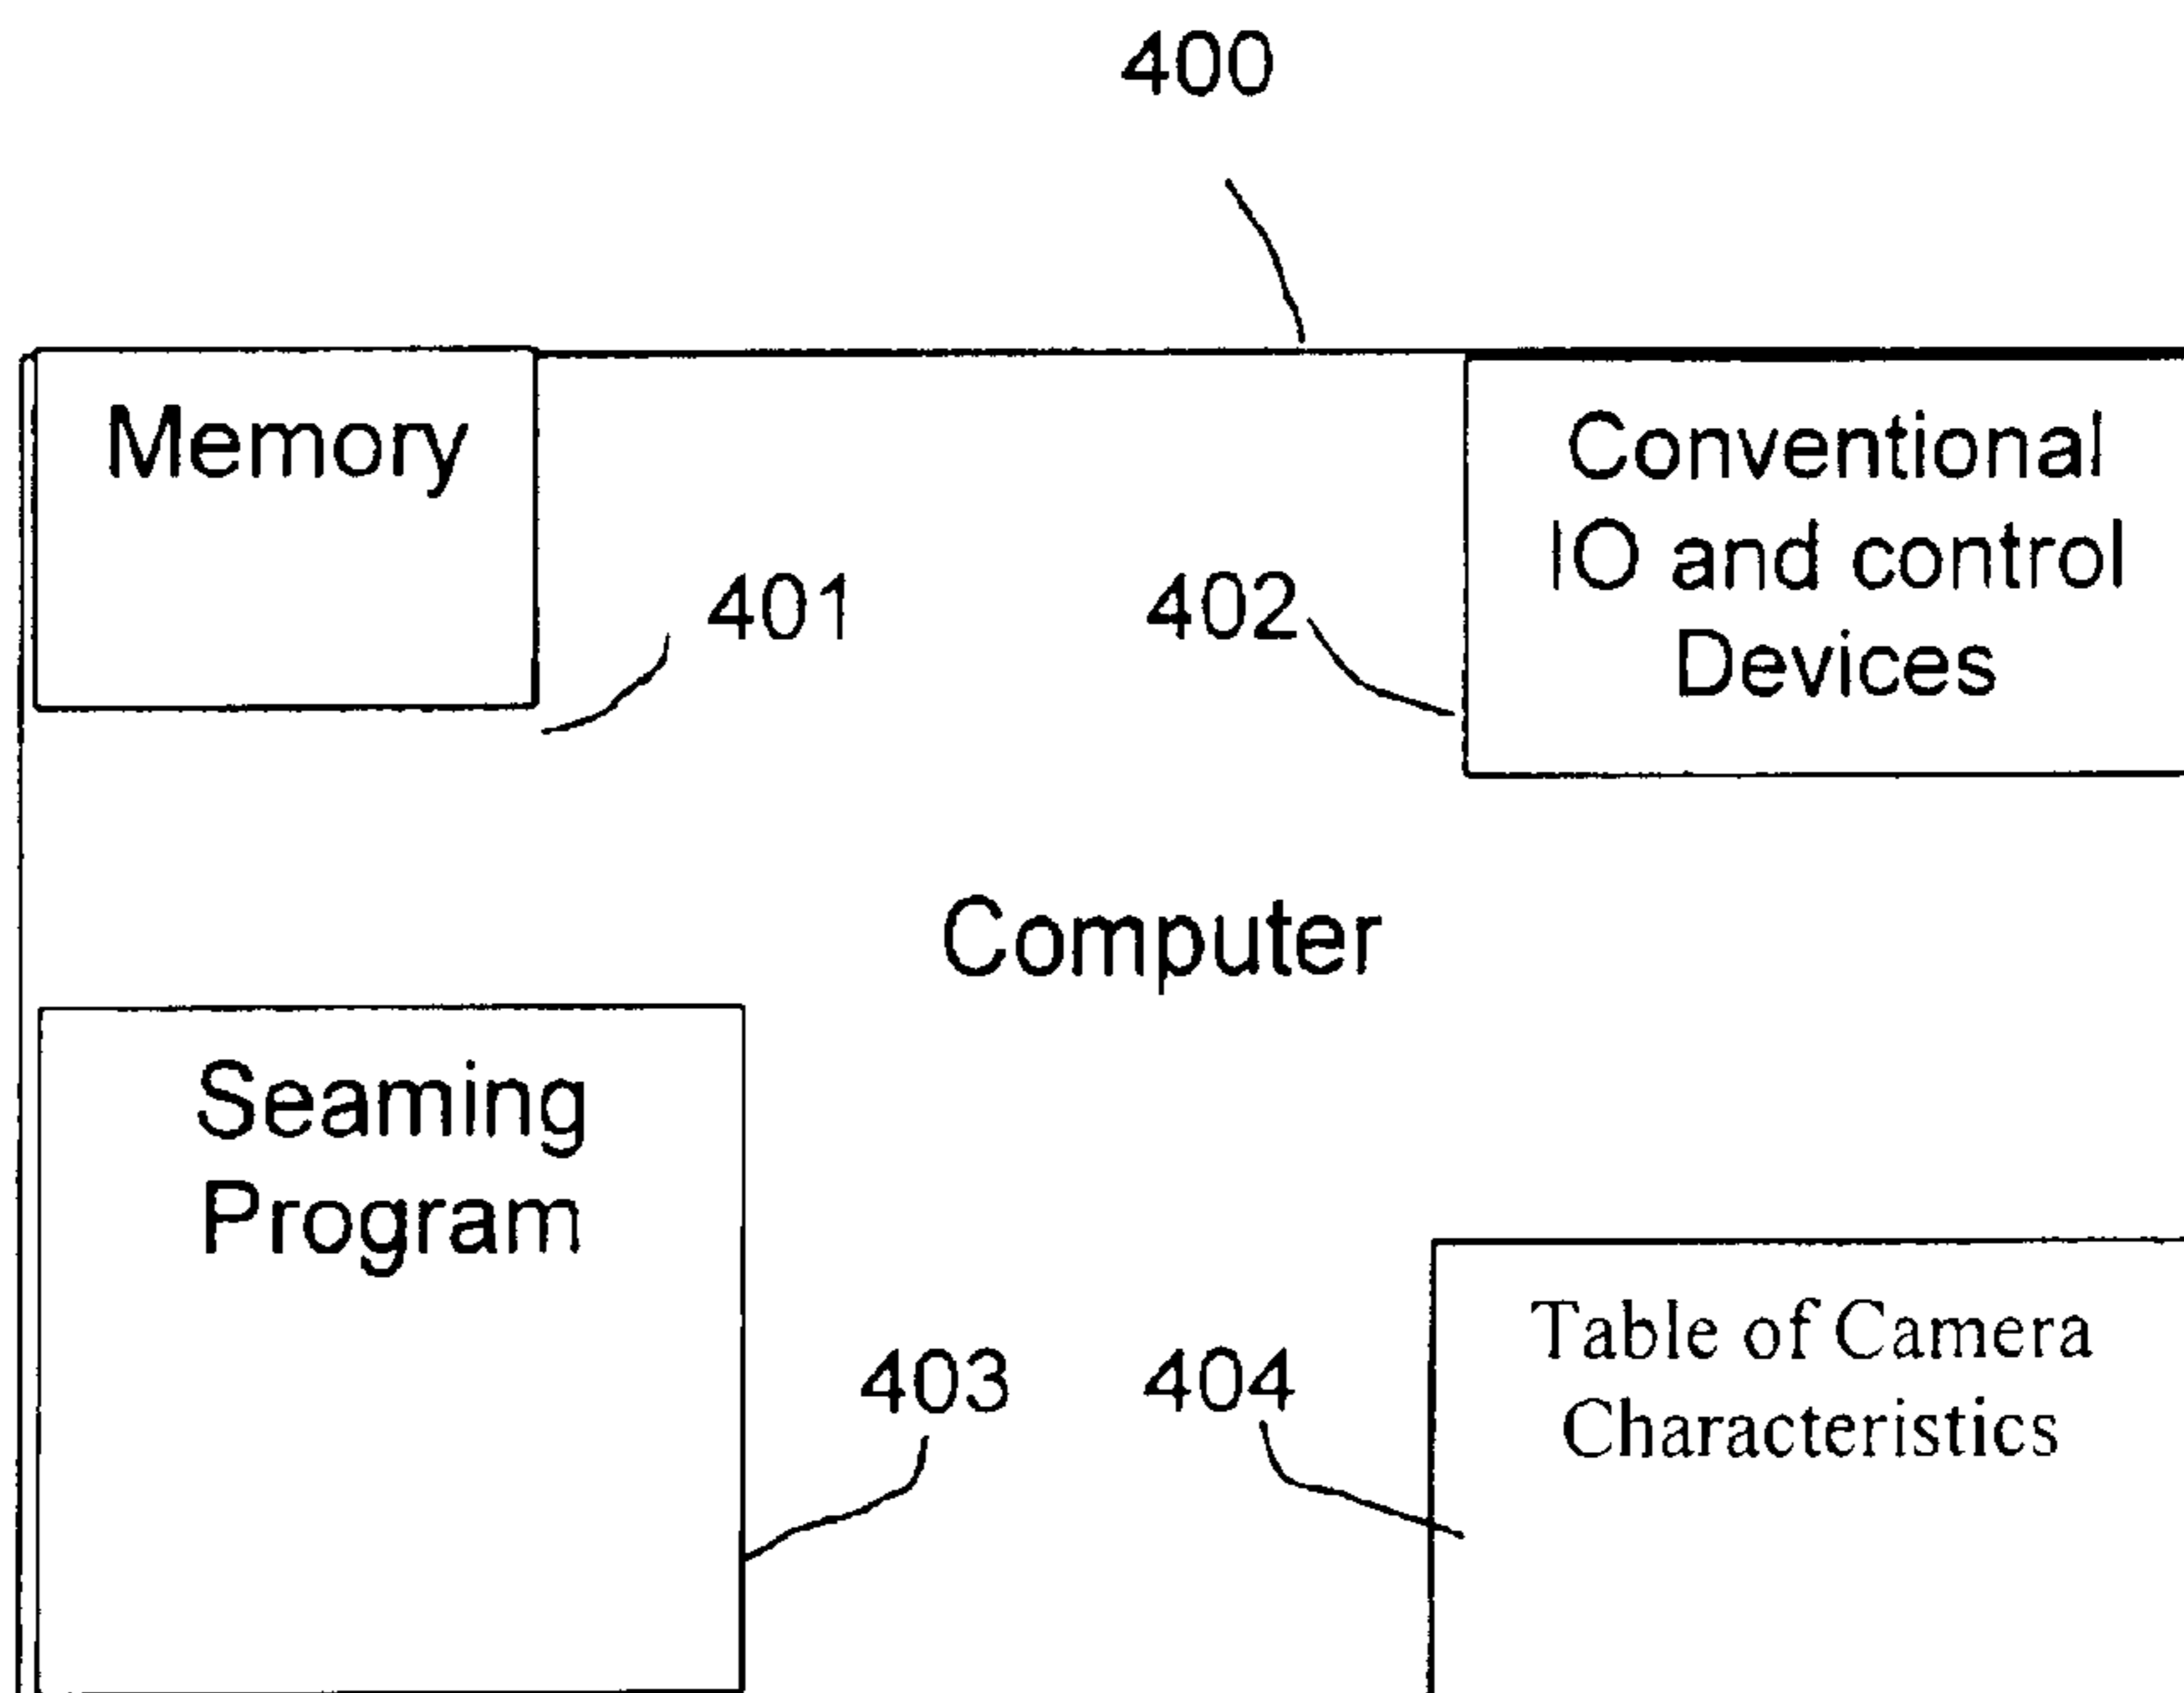 400
Memory
Conventional
IO and control
Devices
401
402
Computer
Seaming
Program
403
404
Table of Camera
Characteristics